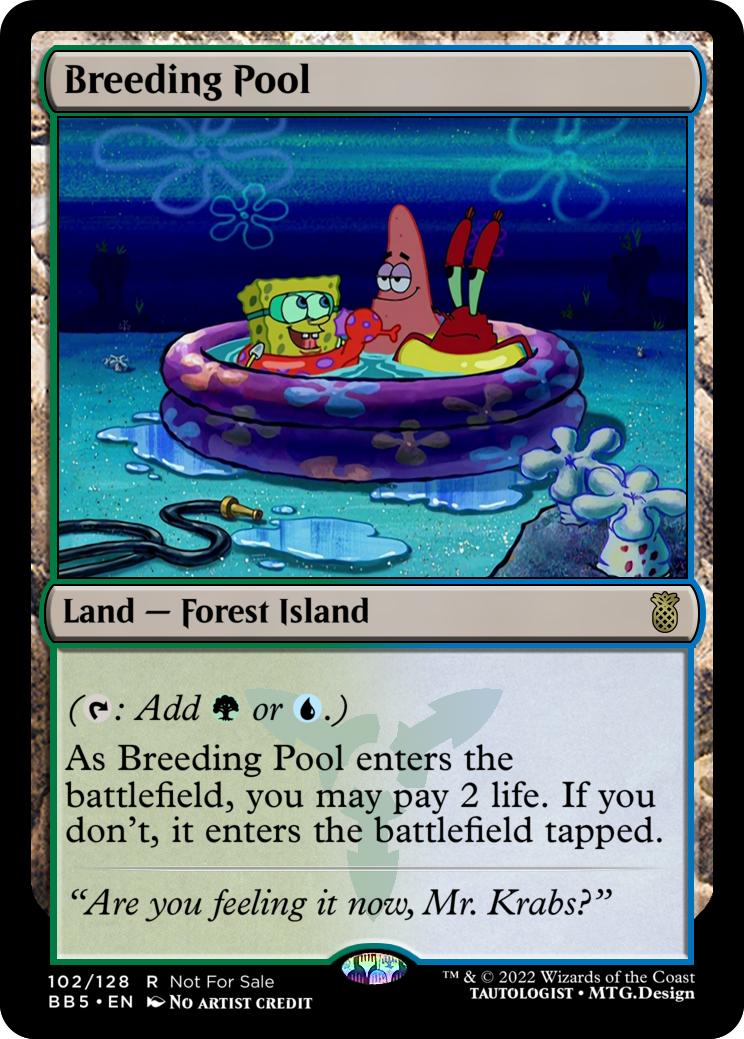 Breeding Pool
Land — Forest Island
(: Add or .)
As Breeding Pool enters the
battlefield, you may pay 2 life. If you
don't, it enters the battlefield tapped.
“Are you feeling it now, Mr. Krabs?”
102/128 R Not For Sale
BB5 • EN No artist credit
™ & © 2022 Wizards of the Coast
TAUTOLOGIST • MTG.Design